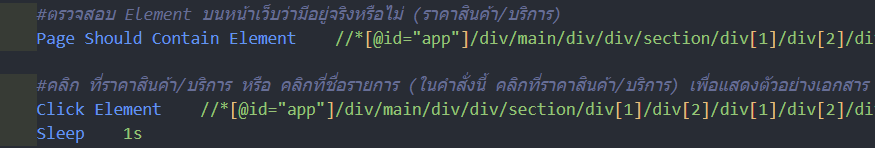 #ตรวจสอบ Element บนหน้าเว็บว่ามีอยู่จริงหรือไม่ (ราคาสินค้า/บริการ)
Page Should Contain Element    //*[@id="app"]/div/main/div/div/section/div[1]/div[2]/di
#คลิก ที่ราคาสินค้า/บริการ หรือ คลิกที่ชื่อรายการ (ในคำสั่งนี้ คลิกที่ราคาสินค้า/บริการ) เพื่อแสดงตัวอย่างเอกสาร
Click Element    //*[@id="app"]/div/main/div/div/section/div[1]/div[2]/div[1]/div[2]/di
Sleep    1s